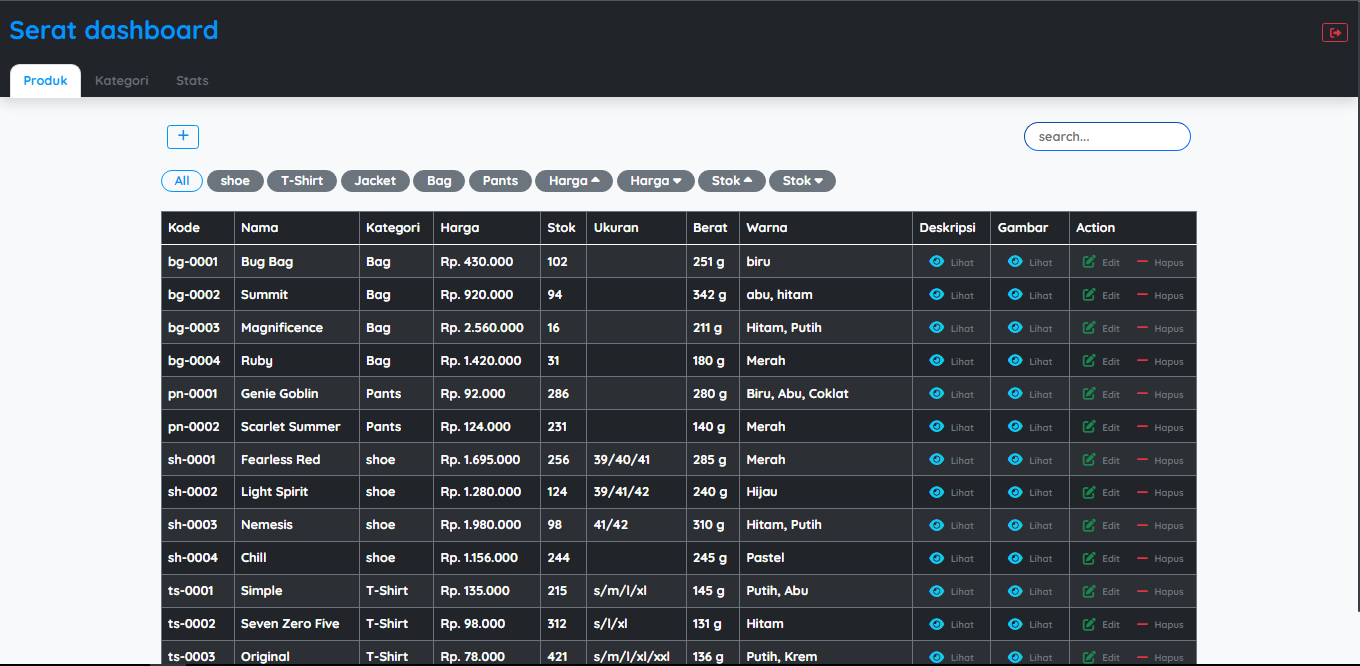 Serat dashboard
Produk Kategori Stats
+ search...
All shoe T-Shirt Jacket Bag Pants Harga Harga Stok Stok
Kode Nama Kategori Harga Stok Ukuran Berat Warna Deskripsi Gambar Action
bg-0001 Bug Bag Bag Rp. 430.000 102 251 g biru Lihat Lihat Edit Hapus
bg-0002 Summit Bag Rp. 920.000 94 342 g abu, hitam Lihat Lihat Edit Hapus
bg-0003 Magnificence Bag Rp. 2.560.000 16 211 g Hitam, Putih Lihat Lihat Edit Hapus
bg-0004 Ruby Bag Rp. 1.420.000 31 180 g Merah Lihat Lihat Edit Hapus
pn-0001 Genie Goblin Pants Rp. 92.000 286 280 g Biru, Abu, Coklat Lihat Lihat Edit Hapus
pn-0002 Scarlet Summer Pants Rp. 124.000 231 140 g Merah Lihat Lihat Edit Hapus
sh-0001 Fearless Red shoe Rp. 1.695.000 256 39/40/41 285 g Merah Lihat Lihat Edit Hapus
sh-0002 Light Spirit shoe Rp. 1.280.000 124 39/41/42 240 g Hijau Lihat Lihat Edit Hapus
sh-0003 Nemesis shoe Rp. 1.980.000 98 41/42 310 g Hitam, Putih Lihat Lihat Edit Hapus
sh-0004 Chill shoe Rp. 1.156.000 244 245 g Pastel Lihat Lihat Edit Hapus
ts-0001 Simple T-Shirt Rp. 135.000 215 s/m/l/xl 145 g Putih, Abu Lihat Lihat Edit Hapus
ts-0002 Seven Zero Five T-Shirt Rp. 98.000 312 s/l/xl 131 g Hitam Lihat Lihat Edit Hapus
ts-0003 Original T-Shirt Rp. 78.000 421 s/m/l/xl/xxl 136 g Putih, Krem Lihat Lihat Edit Hapus